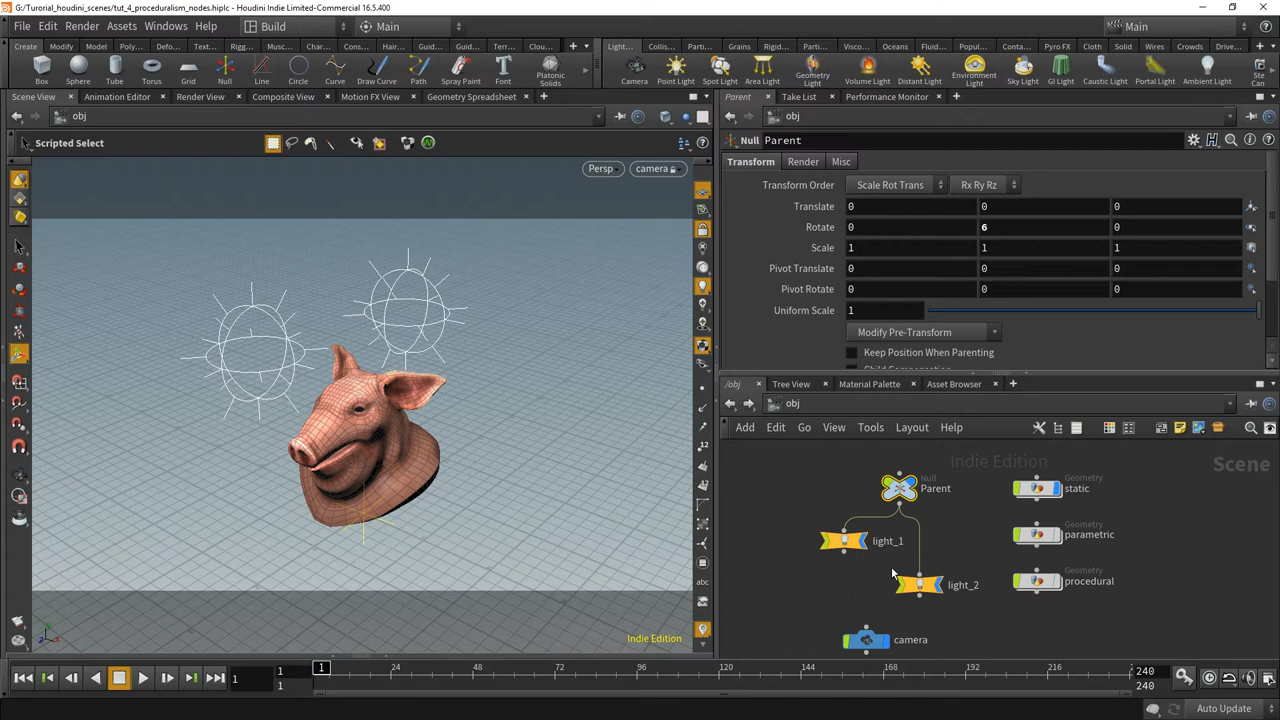 G:/Turorial_houdini_scenes/tut_4_proceduralism_nodes.hiplc - Houdini Indie Limited-Commercial 16.5.400
File Edit Render Assets Windows Help Build Main Main
Create Modify Model Poly... Defo... Text... Rigg... Musc... Char... Cons... Hair... Guid... Guid... Terr... Clou... Light... Collis... Parti... Grains Rigid... Parti... Visco... Oceans Fluid... Popul... Conta... Pyro FX Cloth Solid Wires Crowds Drive...
Box Sphere Tube Torus Grid Null Line Circle Curve Draw Curve Path Spray Paint Font Platonic Solids Camera Point Light Spot Light Area Light Geometry Light Volume Light Distant Light Environment Light Sky Light GI Light Caustic Light Portal Light Ambient Light Ste Ca
Scene View Animation Editor Render View Composite View Motion FX View Geometry Spreadsheet Parent Take List Performance Monitor
obj
obj
Scripted Select
Null Parent
Persp
camera
Transform Render Misc
Transform Order Scale Rot Trans Rx Ry Rz
Translate 0 0 0
Rotate 0 6 0
Scale 1 1 1
Pivot Translate 0 0 0
Pivot Rotate 0 0 0
Uniform Scale 1
Modify Pre-Transform
Keep Position When Parenting
/obj Tree View Material Palette Asset Browser
obj
Add Edit Go View Tools Layout Help
Indie Edition
Scene
Null
Parent
Geometry
static
light_1
Geometry
parametric
light_2
Geometry
procedural
camera
12
12
abc
Indie Edition
1
1
1
1
24 48 72 96 120 144 168 192 216
240
240
Auto Update